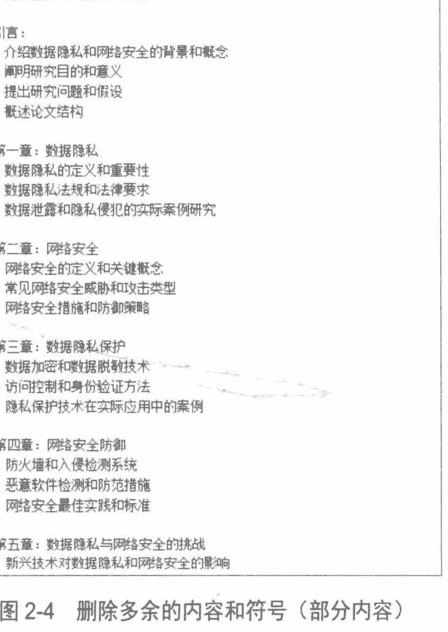 言：
介绍数据隐私和网络安全的背景和概念
阐明研究目的和意义
提出研究问题和假设
概述论文结构
第一章：数据隐私
数据隐私的定义和重要性
数据隐私法规和法律要求
数据泄露和隐私侵犯的实际案例研究
第二章：网络安全
网络安全的定义和关键概念
常见网络安全威胁和攻击类型
网络安全措施和防御策略
第三章：数据隐私保护
数据加密和数据脱敏技术
访问控制和身份验证方法
隐私保护技术在实际应用中的案例
第四章：网络安全防御
防火墙和入侵检测系统
恶意软件检测和防范措施
网络安全最佳实践和标准
第五章：数据隐私与网络安全的挑战
新兴技术对数据隐私和网络安全的影响
图 2-4 删除多余的内容和符号（部分内容）